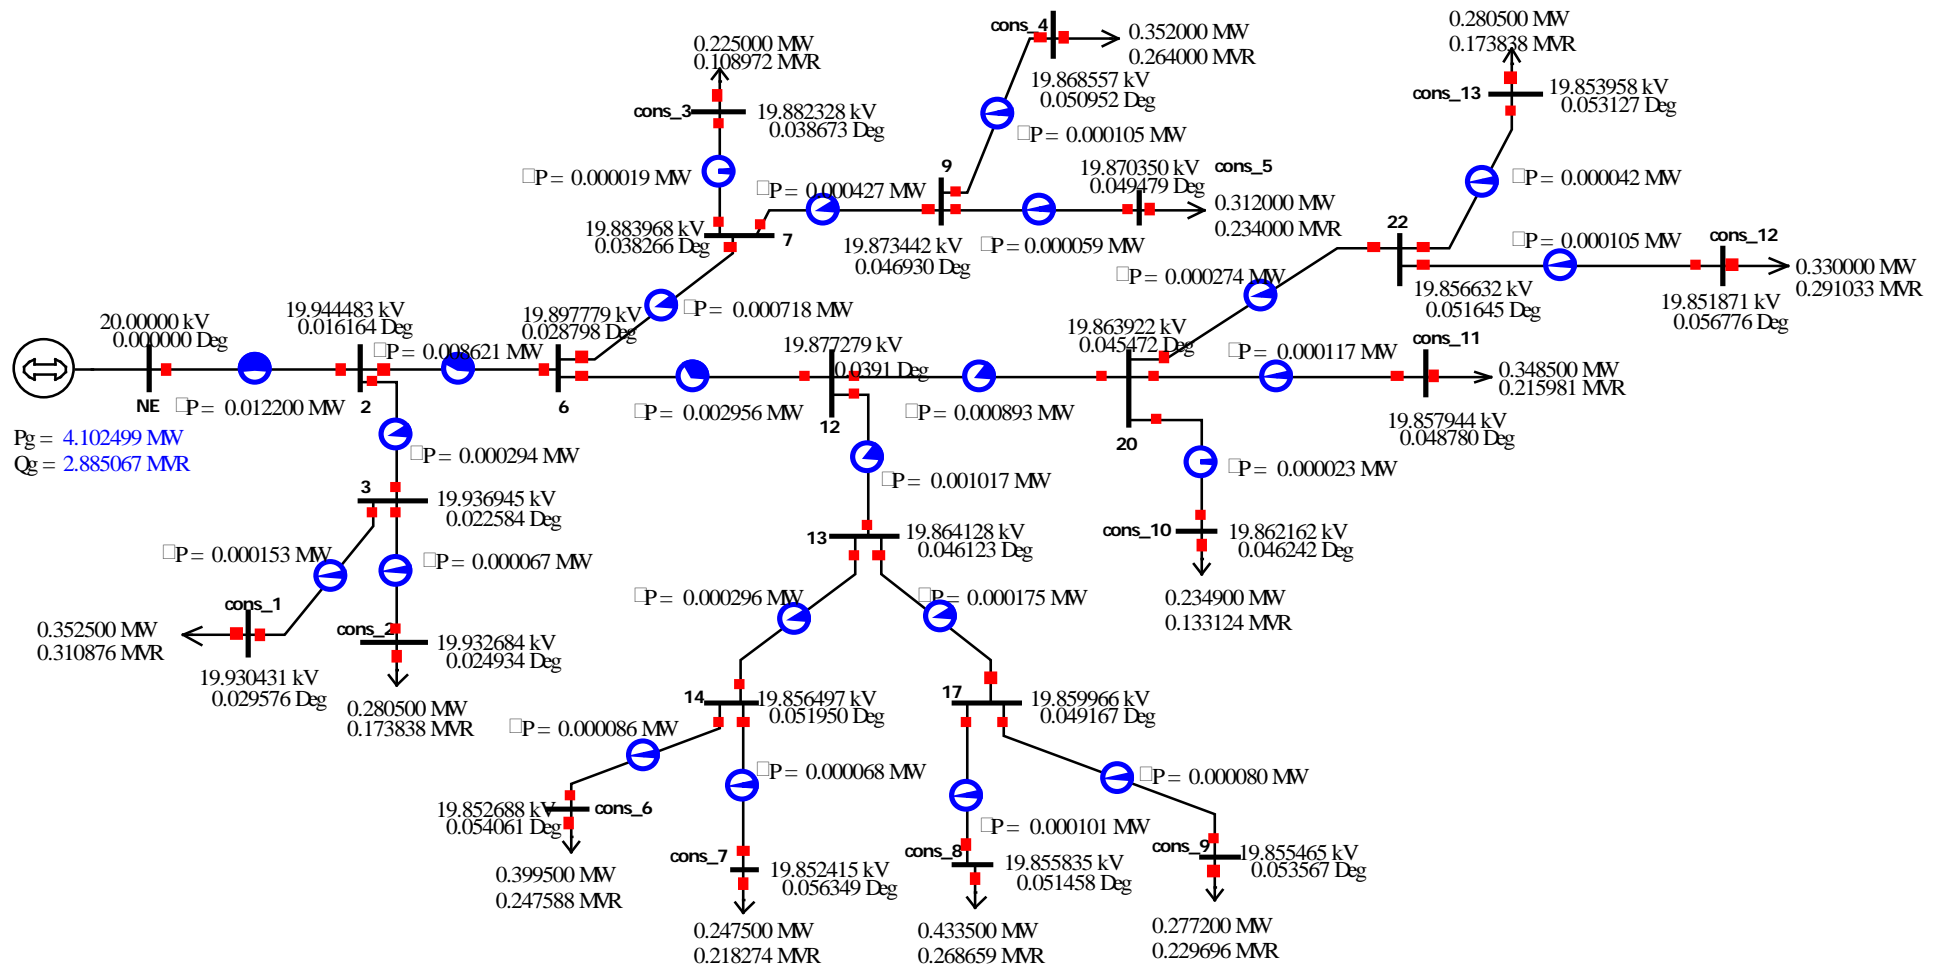 cons_4
0.352000 MW
0.264000 MVR
19.868557 kV
0.050952 Deg
□P = 0.000105 MW
0.280500 MW
0.173838 MVR
cons_13
19.853958 kV
0.053127 Deg
□P = 0.000042 MW
0.225000 MW
0.108972 MVR
cons_3
19.882328 kV
0.038673 Deg
□P = 0.000019 MW
□P = 0.000427 MW
9
19.870350 kV
0.049479 Deg
cons_5
0.312000 MW
0.234000 MVR
19.883968 kV
0.038266 Deg
7
19.873442 kV
0.046930 Deg
□P = 0.000059 MW
22
□P = 0.000105 MW
cons_12
0.330000 MW
0.291033 MVR
19.856632 kV
0.051645 Deg
19.851871 kV
0.056776 Deg
□P = 0.000274 MW
□P = 0.000718 MW
20.00000 kV
0.000000 Deg
NE
Pg = 4.102499 MW
Qg = 2.885067 MVR
□P = 0.012200 MW
19.944483 kV
0.016164 Deg
2
□P = 0.008621 MW
19.897779 kV
0.028798 Deg
6
□P = 0.002956 MW
19.877279 kV
0.0391 Deg
12
□P = 0.000893 MW
19.863922 kV
0.045472 Deg
20
□P = 0.000117 MW
cons_11
0.348500 MW
0.215981 MVR
19.857944 kV
0.048780 Deg
□P = 0.000294 MW
3
19.936945 kV
0.022584 Deg
□P = 0.000153 MW
□P = 0.000067 MW
cons_1
0.352500 MW
0.310876 MVR
19.930431 kV
0.029576 Deg
cons_2
19.932684 kV
0.024934 Deg
0.280500 MW
0.173838 MVR
□P = 0.001017 MW
13
19.864128 kV
0.046123 Deg
□P = 0.000023 MW
cons_10
19.862162 kV
0.046242 Deg
0.234900 MW
0.133124 MVR
□P = 0.000296 MW
□P = 0.000175 MW
14
19.856497 kV
0.051950 Deg
17
19.859966 kV
0.049167 Deg
□P = 0.000086 MW
□P = 0.000068 MW
□P = 0.000101 MW
□P = 0.000080 MW
19.852688 kV
0.054061 Deg
cons_6
0.399500 MW
0.247588 MVR
cons_7
19.852415 kV
0.056349 Deg
0.247500 MW
0.218274 MVR
cons_8
19.855835 kV
0.051458 Deg
0.433500 MW
0.268659 MVR
cons_9
19.855465 kV
0.053567 Deg
0.277200 MW
0.229696 MVR